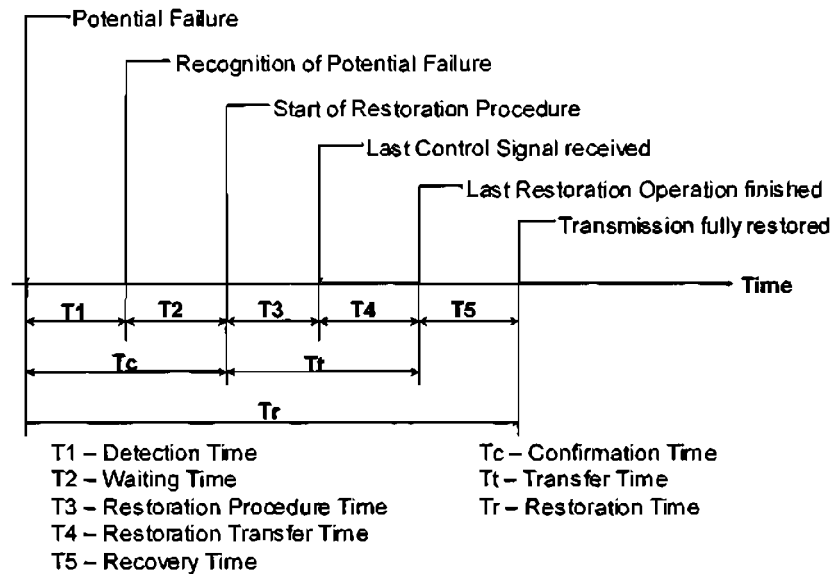 Potential Failure
Recognition of Potential Failure
Start of Restoration Procedure
Last Control Signal received
Last Restoration Operation finished
Transmission fully restored
Time
T1 T2 T3 T4 T5
Tc Tt
Tr
T1 – Detection Time
T2 – Waiting Time
T3 – Restoration Procedure Time
T4 – Restoration Transfer Time
T5 – Recovery Time
Tc – Confirmation Time
Tt – Transfer Time
Tr – Restoration Time